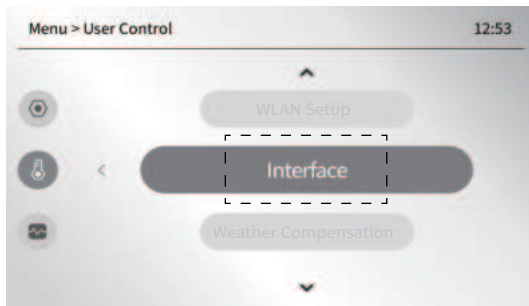 Menu > User Control 12:53
WLAN Setup
Interface
Weather Compensation